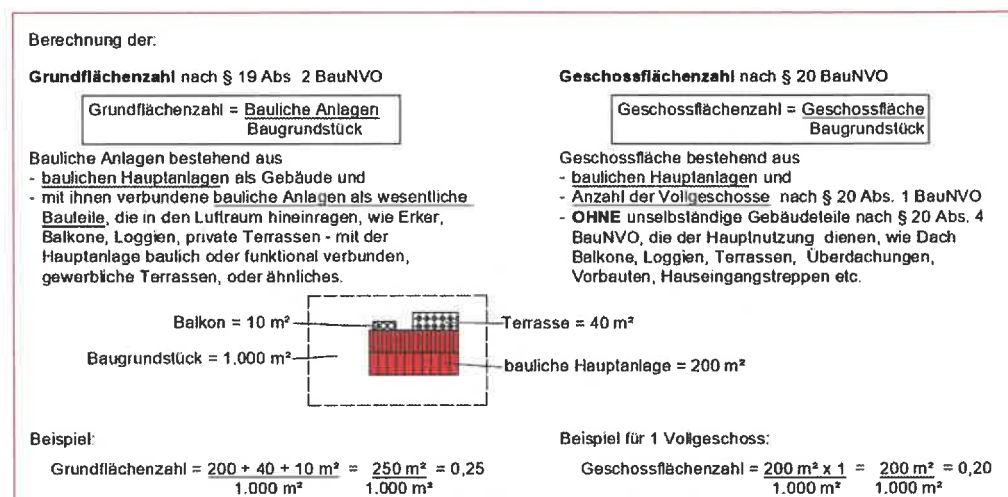 Berechnung der:
Grundflächenzahl nach § 19 Abs 2 BauNVO
Grundflächenzahl = Bauliche Anlagen
Baugrundstück
Bauliche Anlagen bestehend aus
- baulichen Hauptanlagen als Gebäude und
- mit ihnen verbundene bauliche Anlagen als wesentliche
Bauteile, die in den Luftraum hineinragen, wie Erker,
Balkone, Loggien, private Terrassen - mit der
Hauptanlage baulich oder funktional verbunden,
gewerbliche Terrassen, oder ähnliches.
Geschossflächenzahl nach § 20 BauNVO
Geschossflächenzahl = Geschossfläche
Baugrundstück
Geschossfläche bestehend aus
- baulichen Hauptanlagen und
- Anzahl der Vollgeschosse nach § 20 Abs. 1 BauNVO
- OHNE unselbständige Gebäudeteile nach § 20 Abs. 4
BauNVO, die der Hauptnutzung dienen, wie Dach
Balkone, Loggien, Terrassen, Überdachungen,
Vorbauten, Hauseingangstreppen etc.
Balkon = 10 m²
Terrasse = 40 m²
Baugrundstück = 1.000 m²
bauliche Hauptanlage = 200 m²
Beispiel:
Grundflächenzahl = 200 + 40 + 10 m² = 250 m² = 0,25
1.000 m² 1.000 m²
Beispiel für 1 Vollgeschoss:
Geschossflächenzahl = 200 m² x 1 = 200 m² = 0,20
1.000 m² 1.000 m²